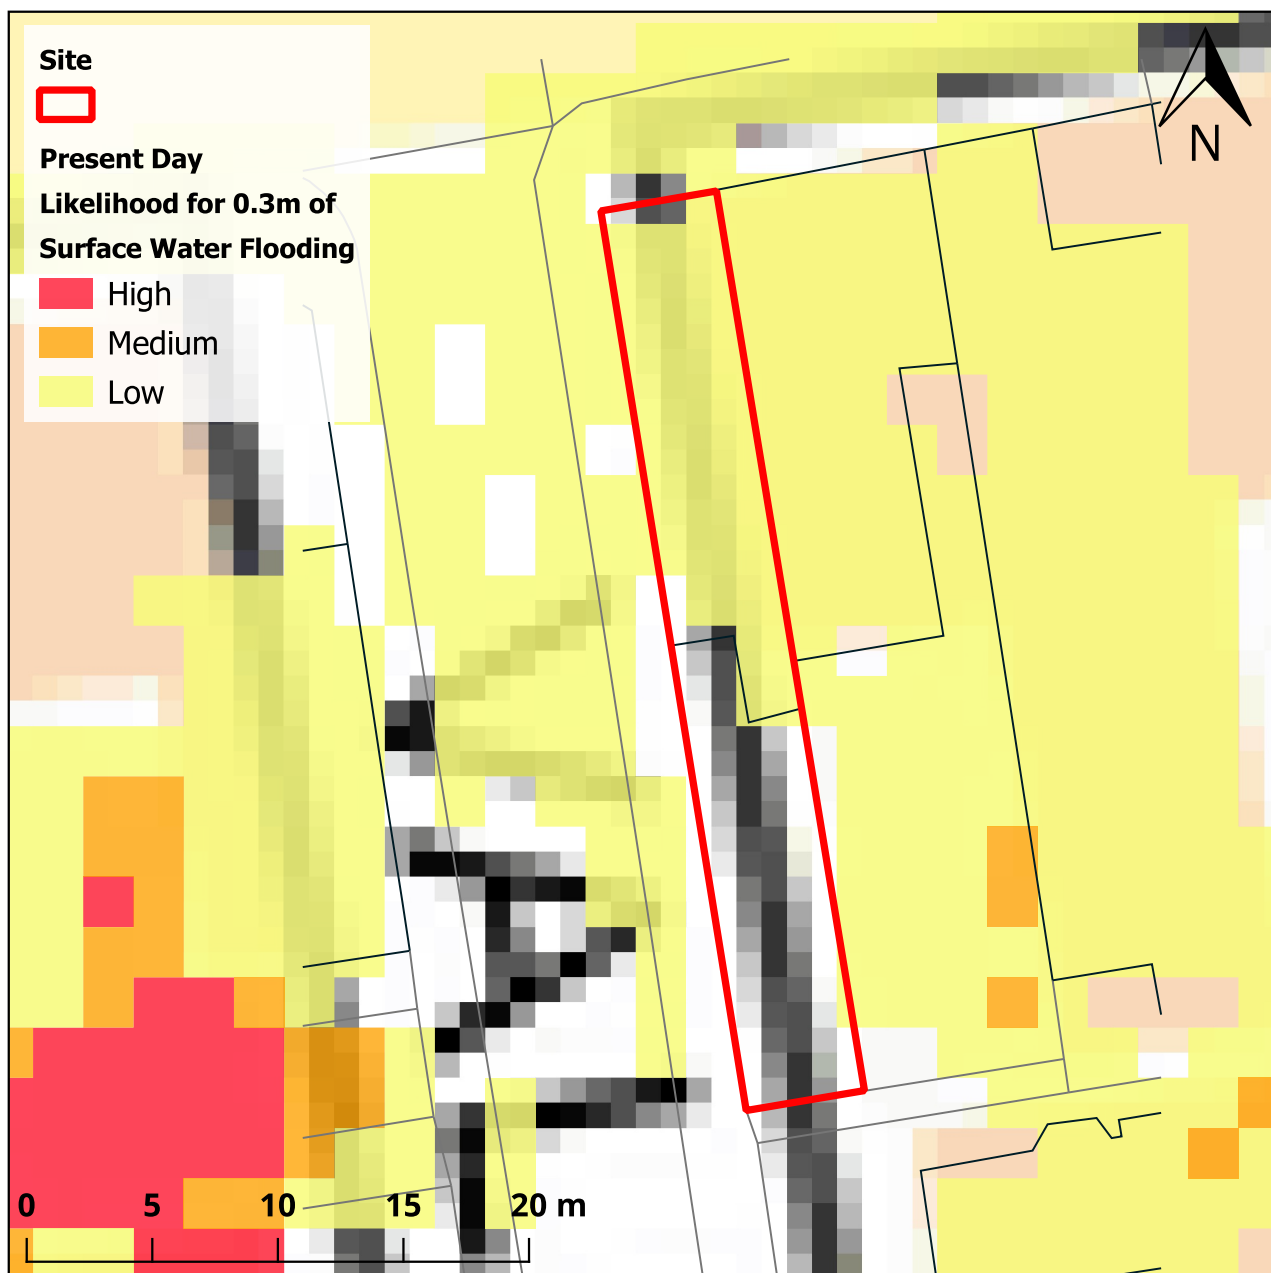 Site
Present Day
Likelihood for 0.3m of
Surface Water Flooding
High
Medium
Low
N
0 5 10 15 20 m